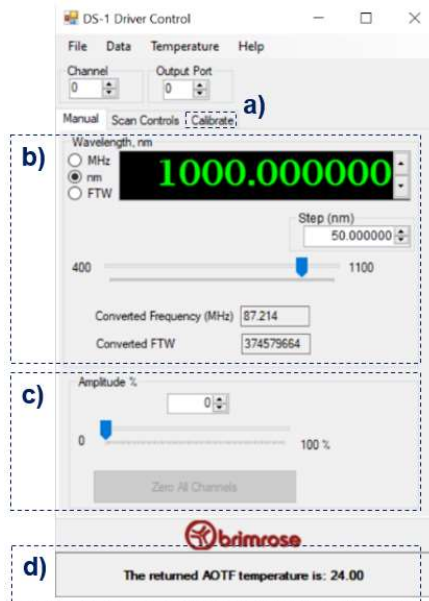 DS-1 Driver Control
File Data Temperature Help
Channel Output Port
0 0
a)
Manual Scan Controls Calibrate
b)
Wavelength, nm
MHz
nm
FTW
1000.000000
Step (nm)
50.000000
400 1100
Converted Frequency (MHz) 87.214
Converted FTW 374579664
c)
Amplitude %
0
0 100 %
Zero All Channels
brimrose
d)
The returned AOTF temperature is: 24.00